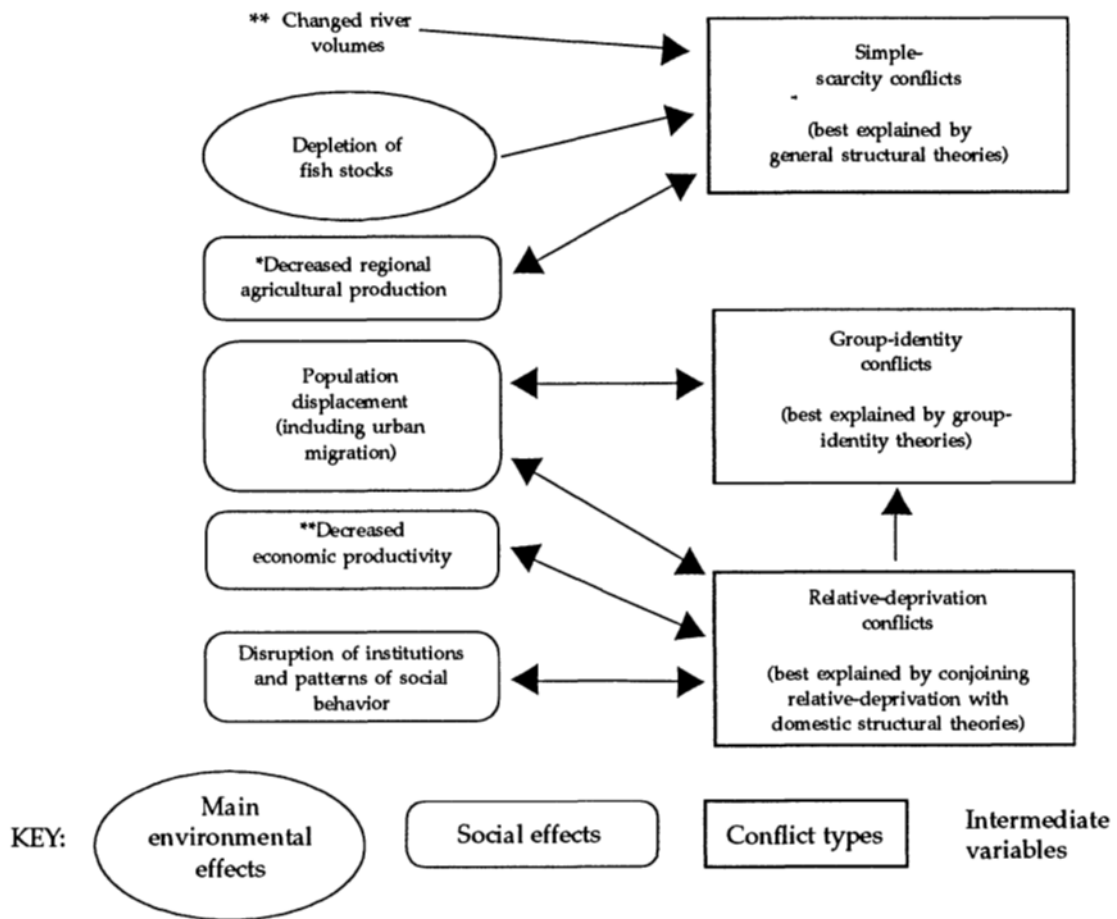 ** Changed river
volumes
Simple-
scarcity conflicts
(best explained by
general structural theories)
Depletion of
fish stocks
*Decreased regional
agricultural production
Group-identity
conflicts
(best explained by group-
identity theories)
Population
displacement
(including urban
migration)
**Decreased
economic productivity
Relative-deprivation
conflicts
(best explained by conjoining
relative-deprivation with
domestic structural theories)
Disruption of institutions
and patterns of social
behavior
KEY:
Main
environmental
effects
Social effects
Conflict types
Intermediate
variables